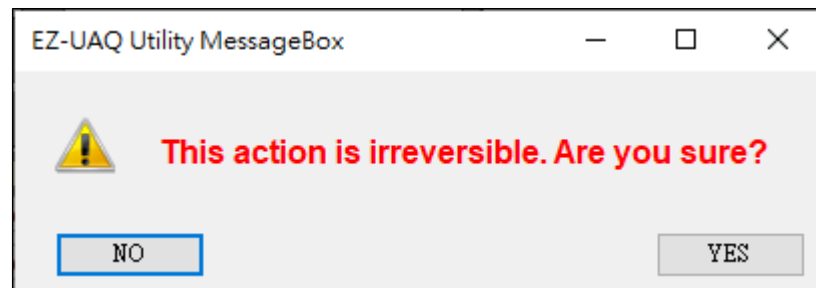 EZ-UAQ Utility MessageBox
This action is irreversible. Are you sure?
NO YES